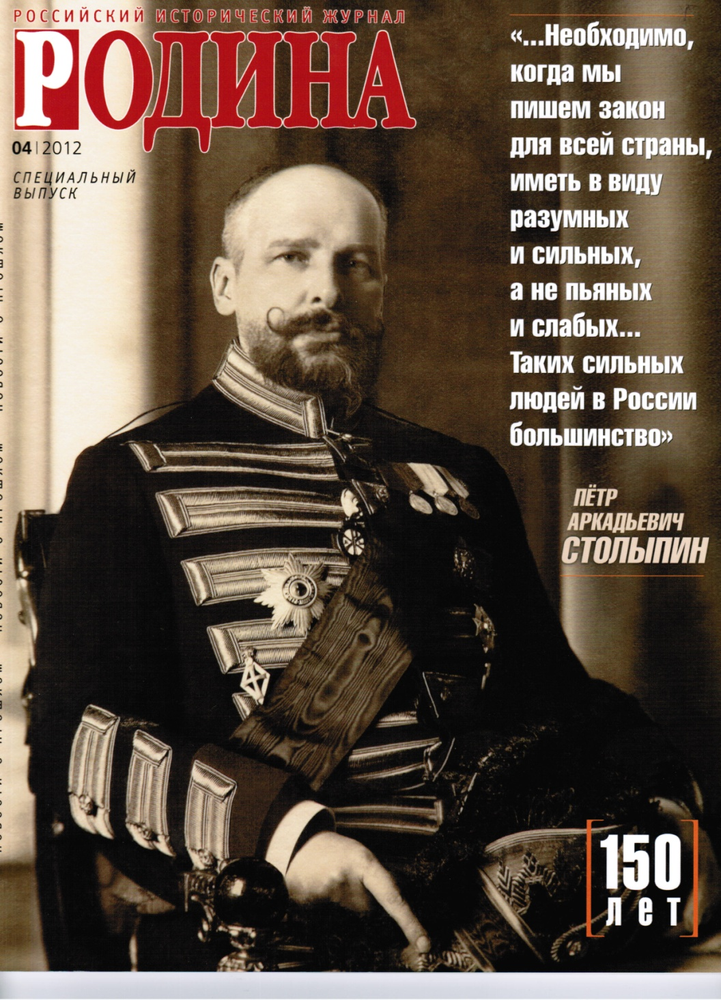 РОССИЙСКИЙ ИСТОРИЧЕСКИЙ ЖУРНАЛ
РОДИНА
04 | 2012
СПЕЦИАЛЬНЫЙ
ВЫПУСК
«...Необходимо,
когда мы
пишем закон
для всей страны,
иметь в виду
разумных
и сильных,
а не пьяных
и слабых...
Таких сильных
людей в России
большинство»
ПЁТР
АРКАДЬЕВИЧ
СТОЛЫПИН
150
лет